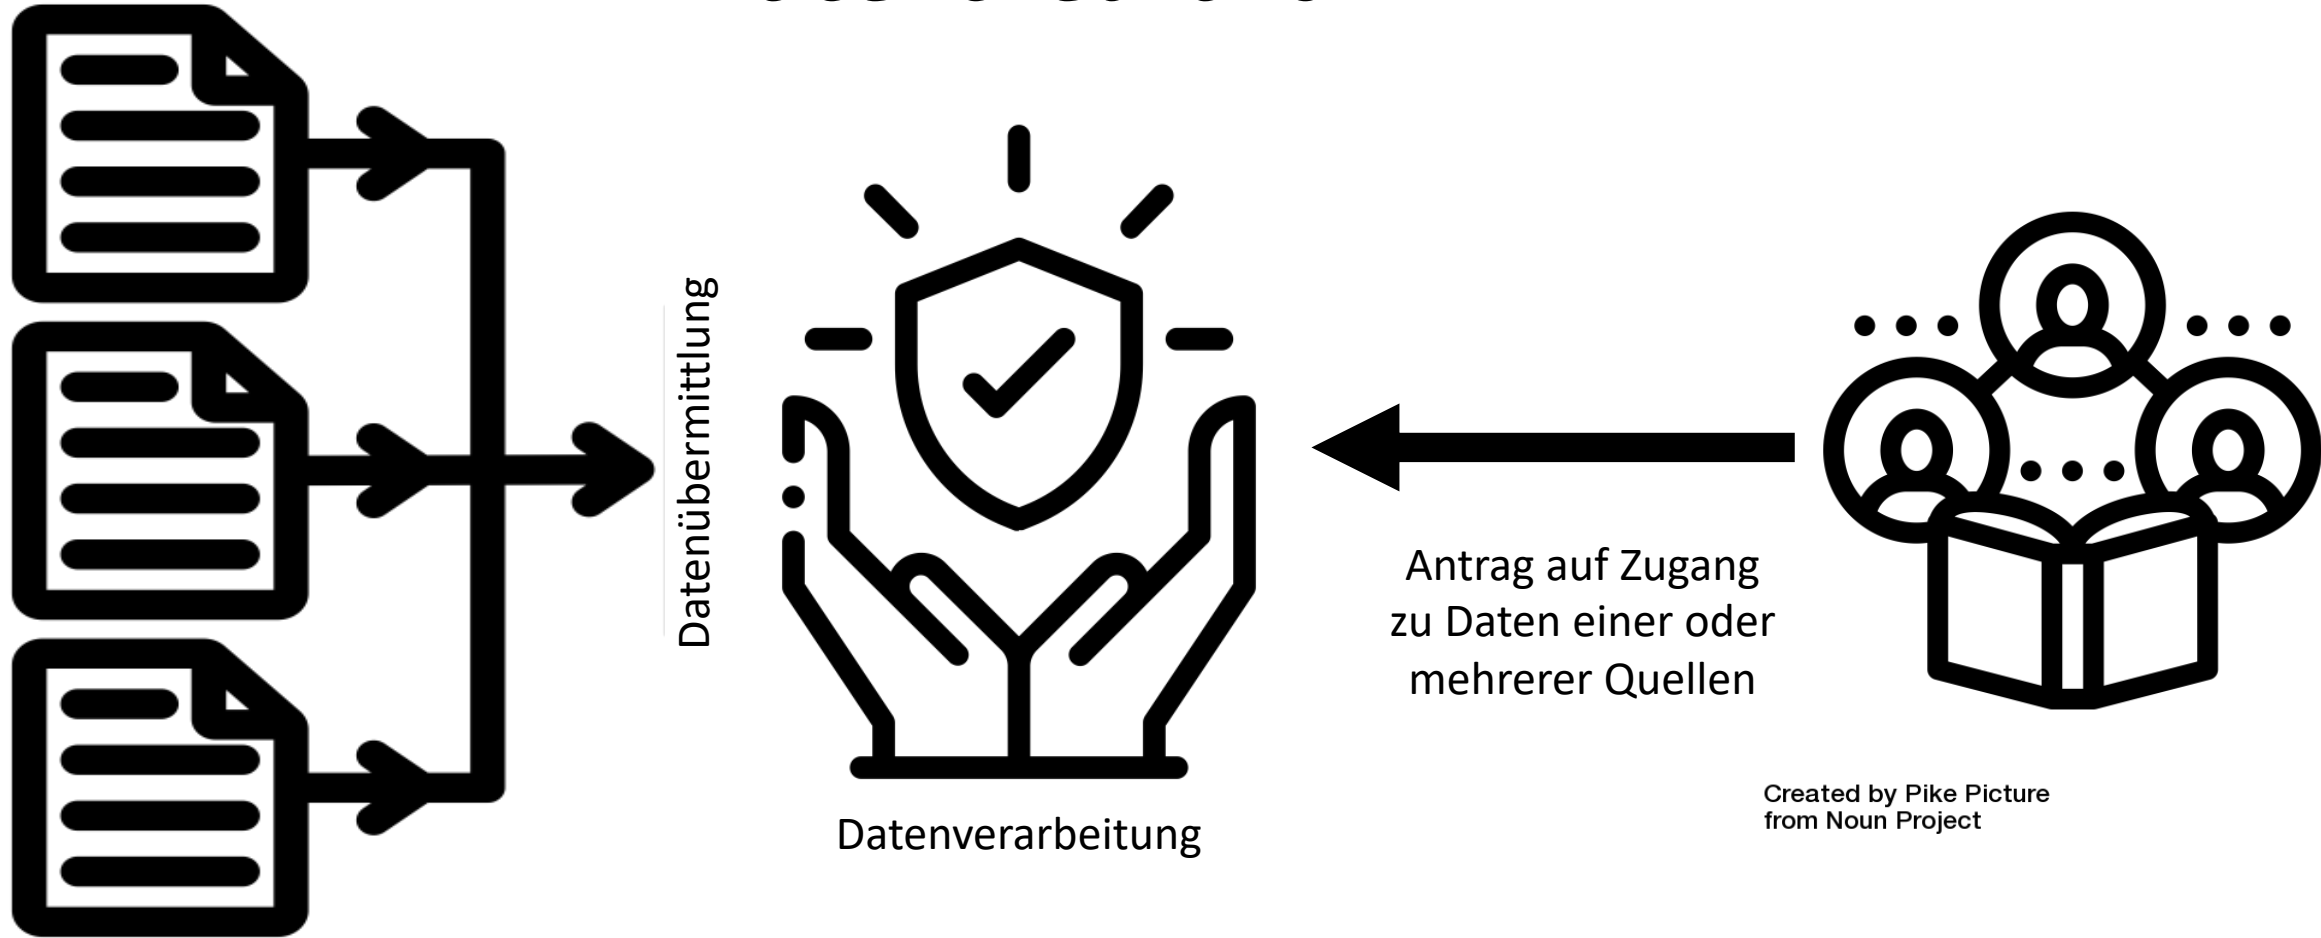 Datenübermittlung
Datenverarbeitung
Antrag auf Zugang
zu Daten einer oder
mehrerer Quellen
Created by Pike Picture
from Noun Project